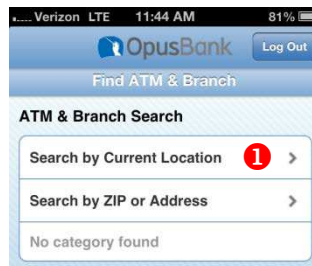 Verizon LTE 11:44 AM 81%
OpusBank Log Out
Find ATM & Branch
ATM & Branch Search
Search by Current Location 1 >
Search by ZIP or Address >
No category found